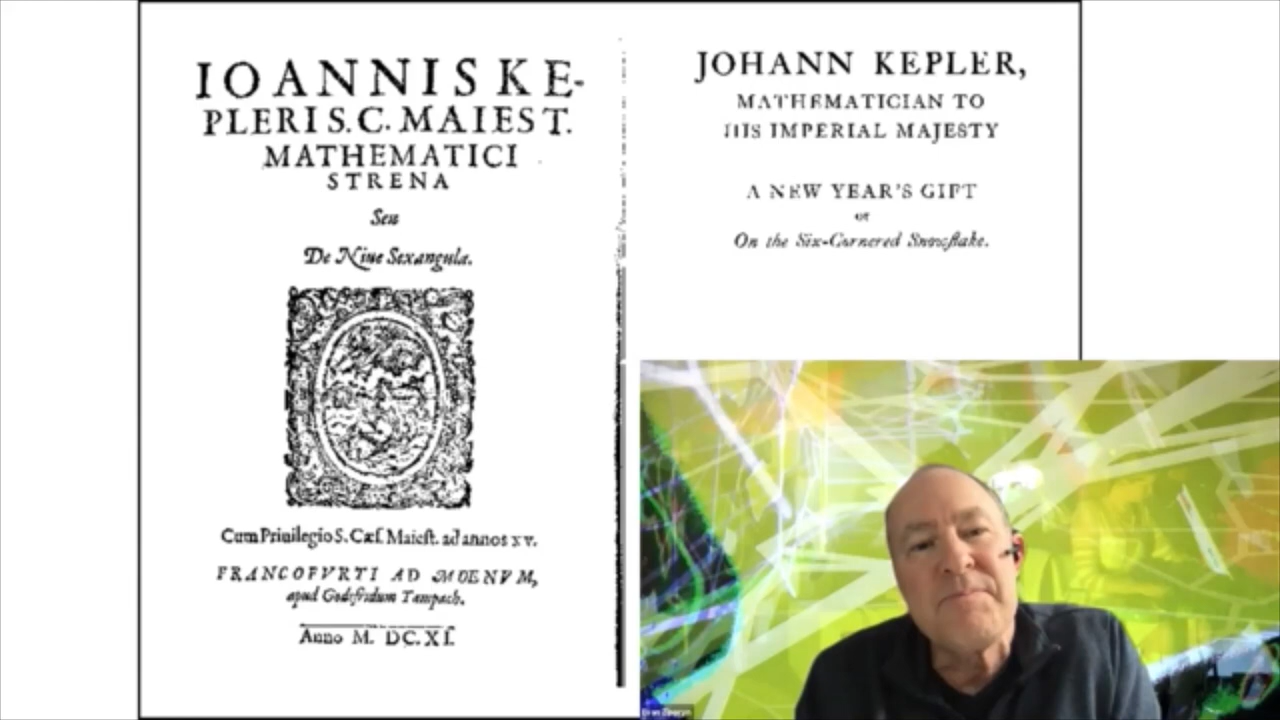 IOANNIS KE-
PLERI S. C. MAIEST.
MATHEMATICI
STRENA
Seu
De Niue Sexangula.
Cum Priuilegio S. Cæs. Maiest. ad annos xv.
FRANCOFVRTI AD MOENVM,
apud Godefridum Tampach.
Anno M. DC. XI.
JOHANN KEPLER,
MATHEMATICIAN TO
HIS IMPERIAL MAJESTY
A NEW YEAR'S GIFT
or
On the Six-Cornered Snowflake.